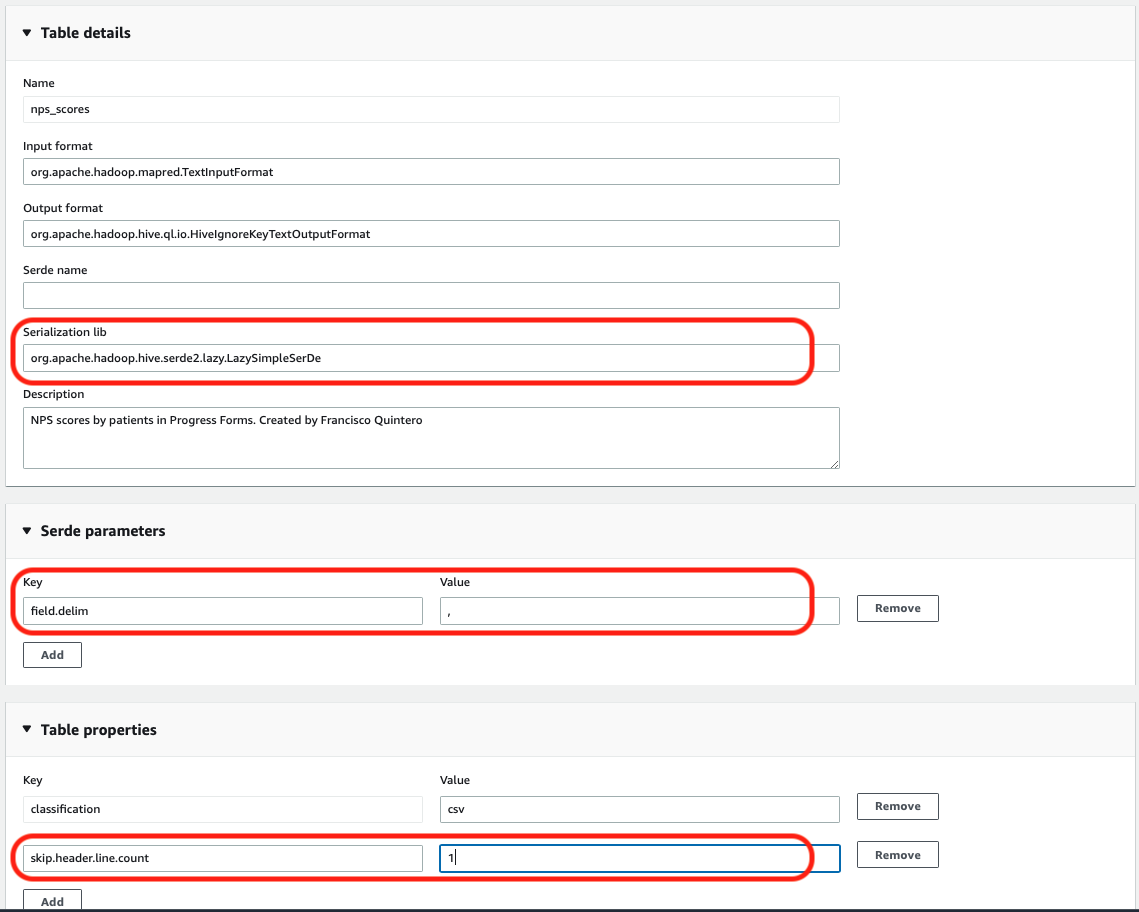 Table details
Name
nps_scores
Input format
org.apache.hadoop.mapred.TextInputFormat
Output format
org.apache.hadoop.hive.ql.io.HiveIgnoreKeyTextOutputFormat
Serde name
Serialization lib
org.apache.hadoop.hive.serde2.lazy.LazySimpleSerDe
Description
NPS scores by patients in Progress Forms. Created by Francisco Quintero
Serde parameters
Key Value
field.delim , Remove
Add
Table properties
Key Value
classification csv Remove
skip.header.line.count 1 Remove
Add